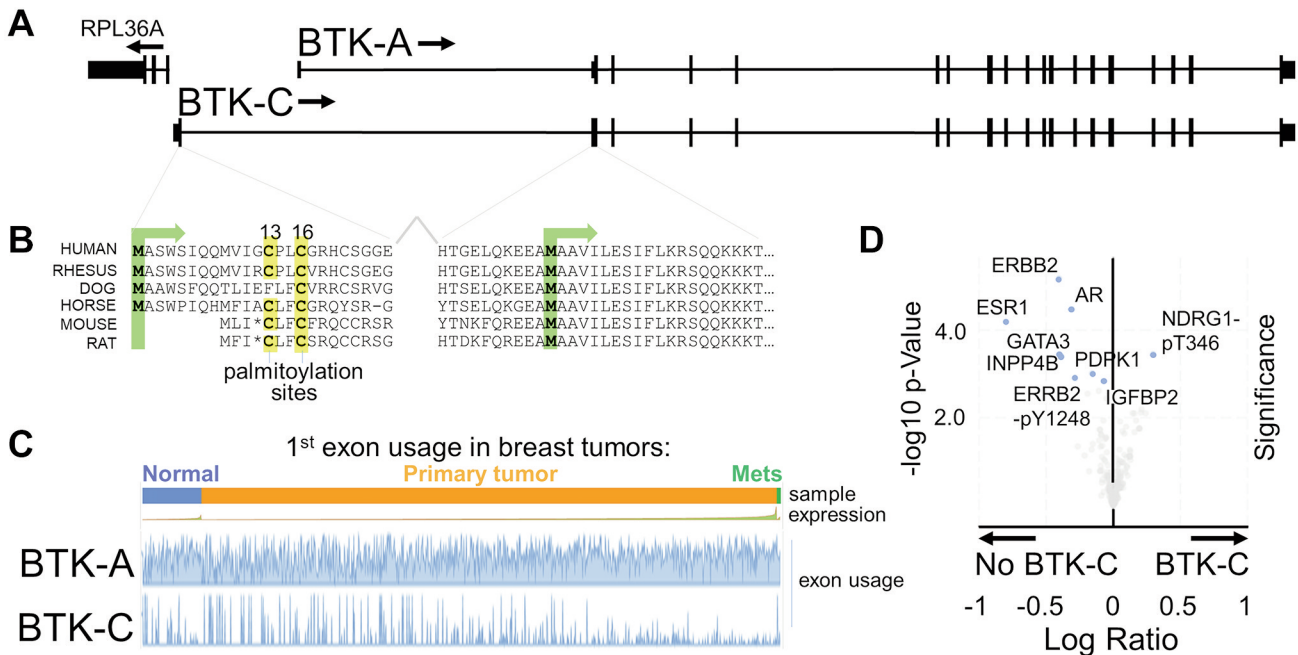 A
RPL36A
BTK-A
BTK-C
B
13 16
HUMAN MASWSIQQMVIGCPLCGRHCSGGE HTGELQKEEAMAAVILESIFLKRSQQKKKT...
RHESUS MASWSIQQMVIRCPLCVRHCSGEG HTGELQKEEAMAAVILESIFLKRSQQKKKT...
DOG MAAWSFQQTLIEFLFCVRRCSGRG HTSELQKEEAMAAVILESIFLKRSQQKKKT...
HORSE MASWPIQHMFIACLFCGRQYSR-G YTSELQKGEAMAAVILESIFLKRSQQKKKT...
MOUSE MLI*CLFCFRQCCRSG YTNKFQREEAMAAVILESIFLKRSQQKKKT...
RAT MFI*CLFCSRQCCRSG HTDKFQREEAMAAVILESIFLKRSQQKKKT...
palmitoylation
sites
C
1st exon usage in breast tumors:
Normal Primary tumor Mets
sample
expression
BTK-A
exon usage
BTK-C
D
-log10 p-Value
4.0
2.0
ERBB2
AR
ESR1
NDRG1-
pT346
GATA3
INPP4B
PDPK1
ERRB2
-pY1248
IGFBP2
Significance
No BTK-C BTK-C
-1 -0.5 0 0.5 1
Log Ratio